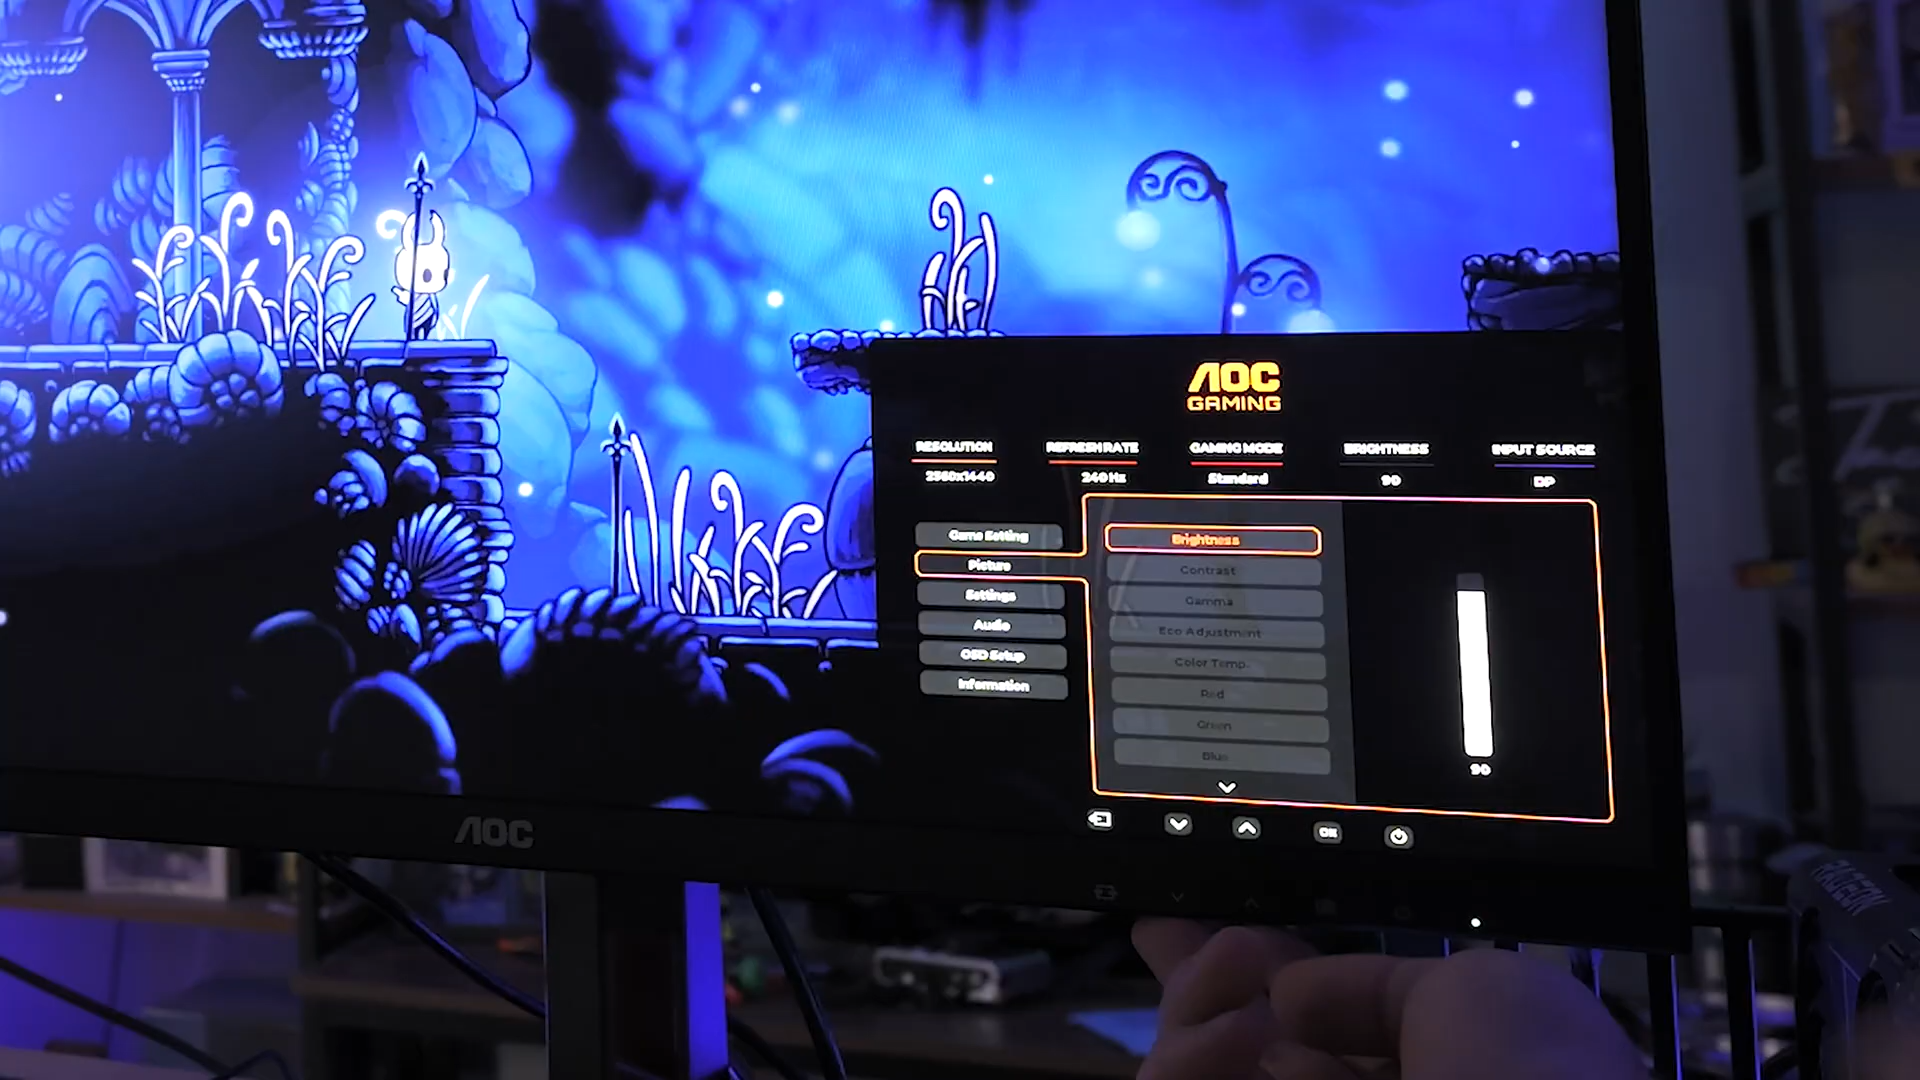 AOC
GAMING
RESOLUTION REFRESH RATE GAMING MODE BRIGHTNESS INPUT SOURCE
2560x1440 240Hz Standard 90 DP
Game Setting
Picture
Settings
Audio
OSD Setup
Information
Brightness
Contrast
Gamma
Eco Adjustment
Color Temp.
Red
Green
Blue
90
OK
AOC
RADEON